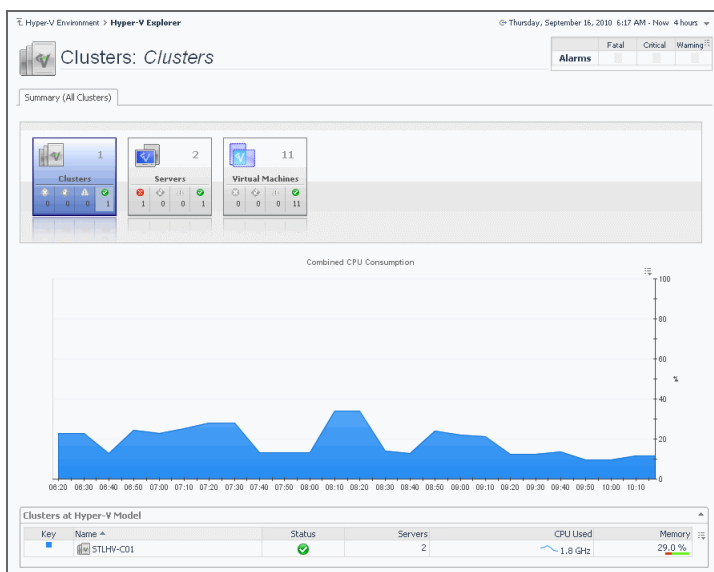 Hyper-V Environment > Hyper-V Explorer
Thursday, September 16, 2010 6:17 AM - Now 4 hours
Clusters: Clusters
Fatal Critical Warning
Alarms
Summary (All Clusters)
1 2 11
Clusters Servers Virtual Machines
0 0 0 1 1 0 0 1 0 0 0 11
Combined CPU Consumption
100
80
60
%
40
20
0
06:20 06:30 06:40 06:50 07:00 07:10 07:20 07:30 07:40 07:50 08:00 08:10 08:20 08:30 08:40 08:50 09:00 09:10 09:20 09:30 09:40 09:50 10:00 10:10
Clusters at Hyper-V Model
Key Name Status Servers CPU Used Memory
STLHV-C01 2 1.8 GHz 29.0 %